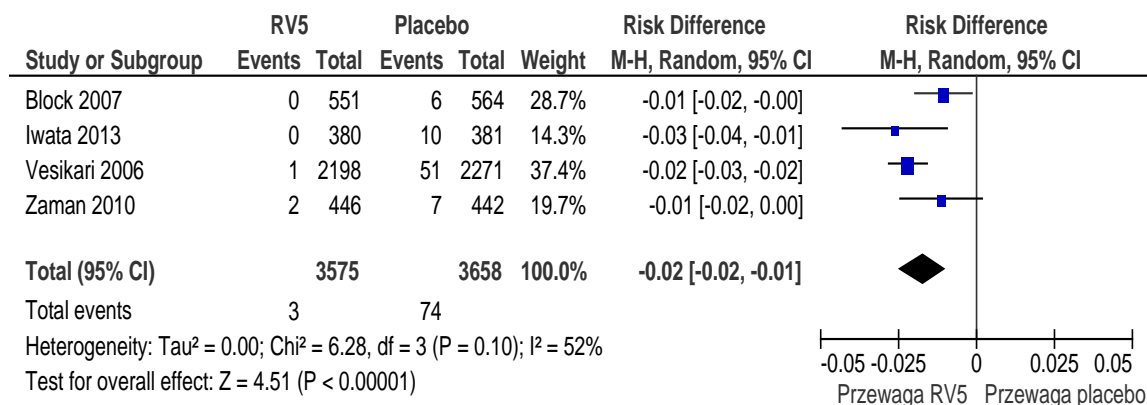 RV5 Placebo Risk Difference Risk Difference
Study or Subgroup Events Total Events Total Weight M-H, Random, 95% CI M-H, Random, 95% CI
Block 2007 0 551 6 564 28.7% -0.01 [-0.02, -0.00]
Iwata 2013 0 380 10 381 14.3% -0.03 [-0.04, -0.01]
Vesikari 2006 1 2198 51 2271 37.4% -0.02 [-0.03, -0.02]
Zaman 2010 2 446 7 442 19.7% -0.01 [-0.02, 0.00]
Total (95% CI) 3575 3658 100.0% -0.02 [-0.02, -0.01]
Total events 3 74
Heterogeneity: Tau² = 0.00; Chi² = 6.28, df = 3 (P = 0.10); I² = 52%
Test for overall effect: Z = 4.51 (P < 0.00001)
-0.05 -0.025 0 0.025 0.05
Przewaga RV5 Przewaga placebo